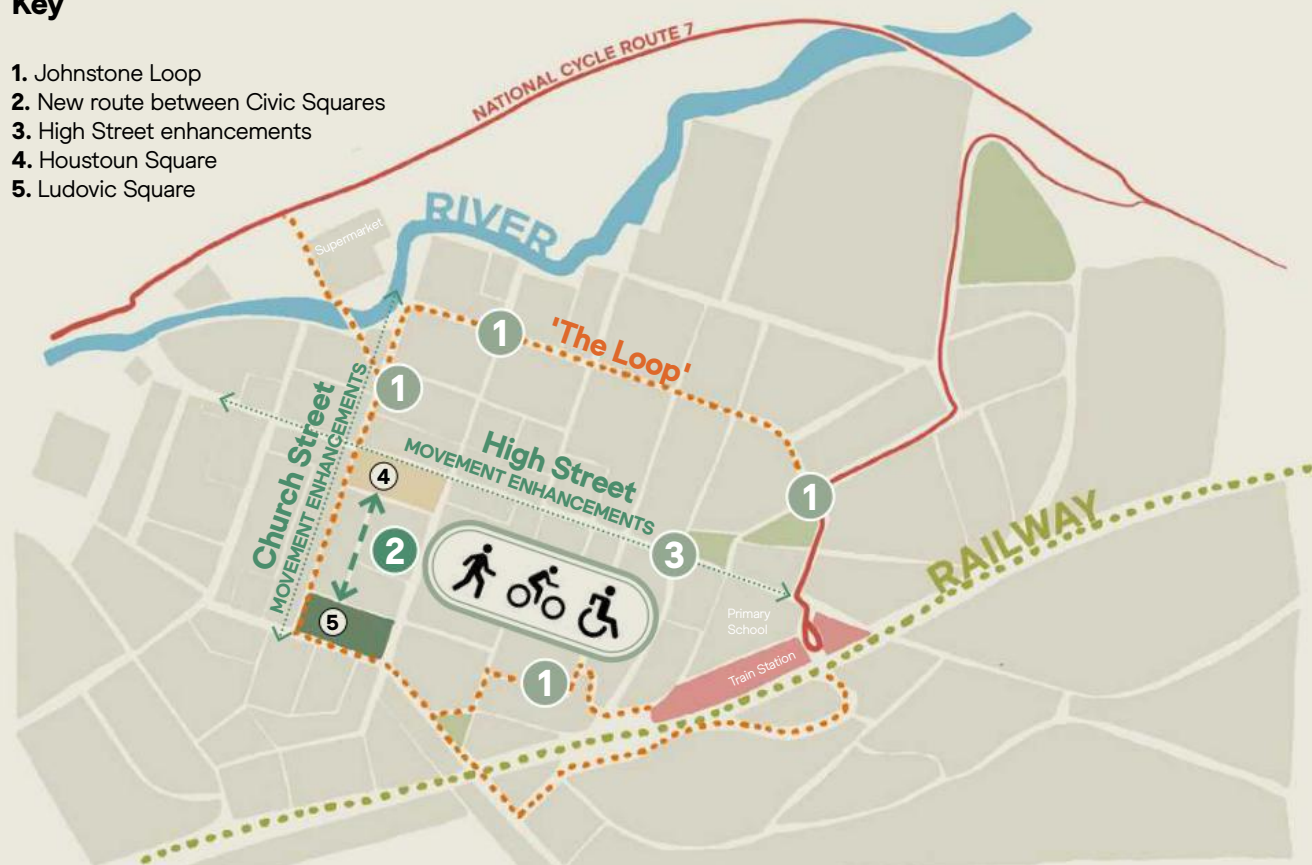 Key
1. Johnstone Loop
2. New route between Civic Squares
3. High Street enhancements
4. Houstoun Square
5. Ludovic Square
NATIONAL CYCLE ROUTE 7
RIVER
Supermarket
1
'The Loop'
1
Church Street
MOVEMENT ENHANCEMENTS
High Street
MOVEMENT ENHANCEMENTS
4
1
2
3
RAILWAY
5
Primary
School
Train Station
1